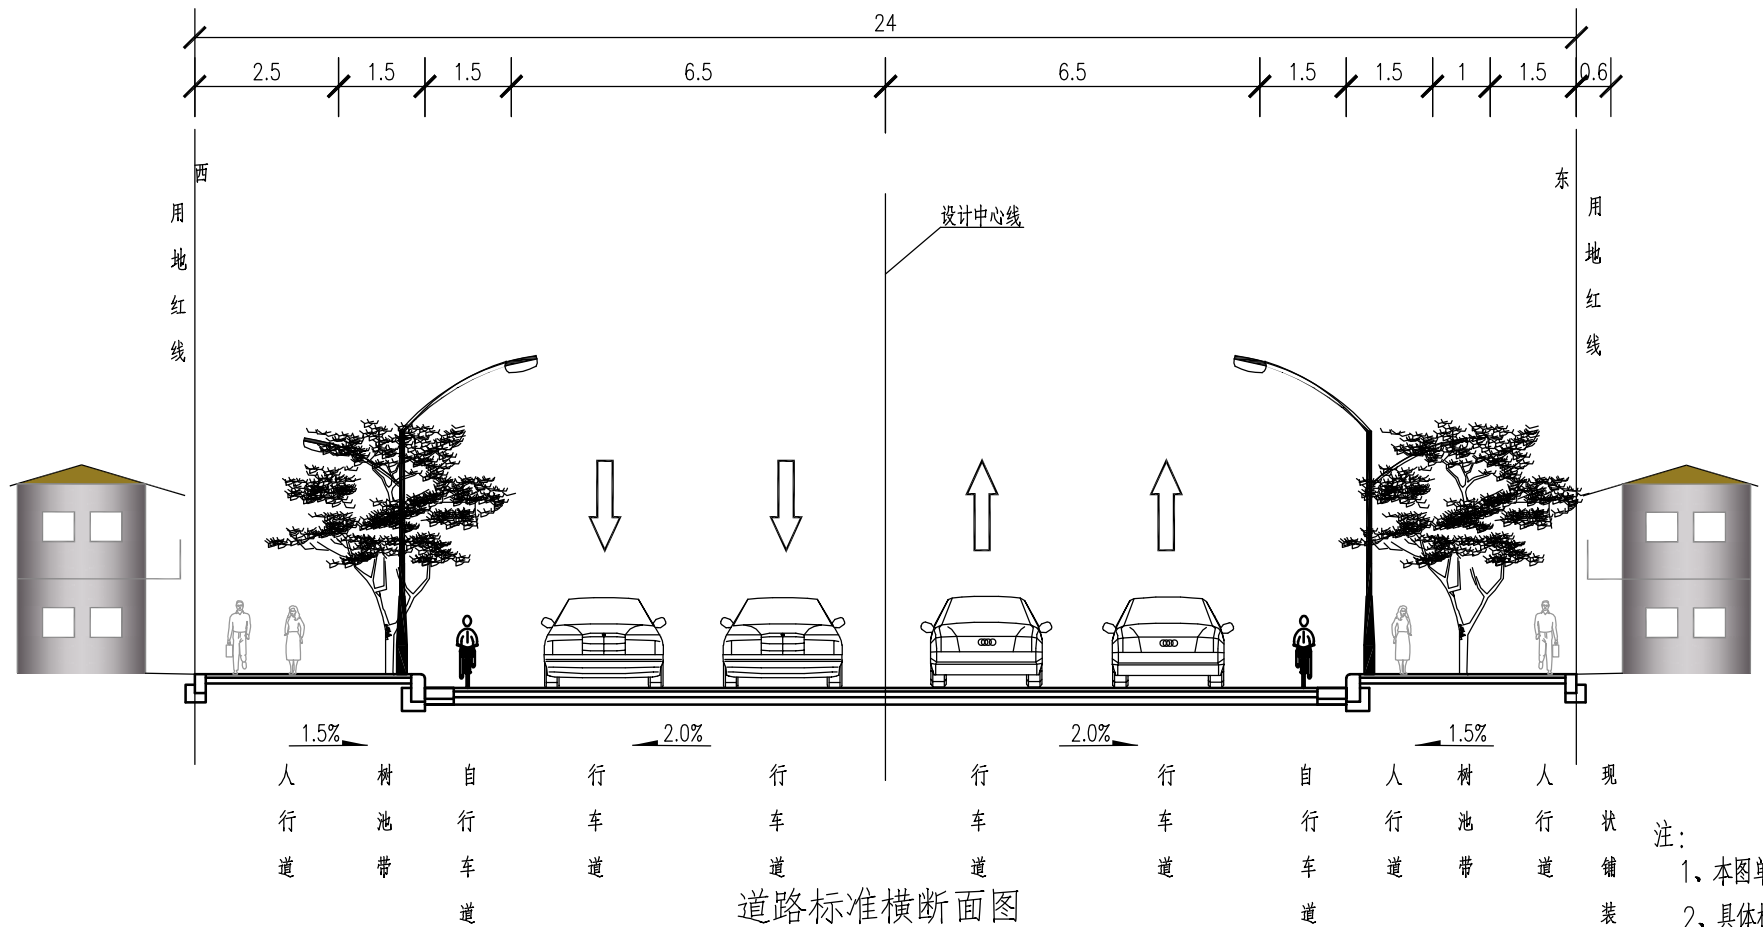 24
2.5 1.5 1.5 6.5 6.5 1.5 1.5 1 1.5 0.6
西
东
用地红线
设计中心线
用地红线
1.5% 2.0% 2.0% 1.5%
人行道
树池带
自行车道
行车道
行车道
行车道
行车道
自行车道
人行道
树池带
人行道
现状铺装
道路标准横断面图
注：
1、本图单
2、具体